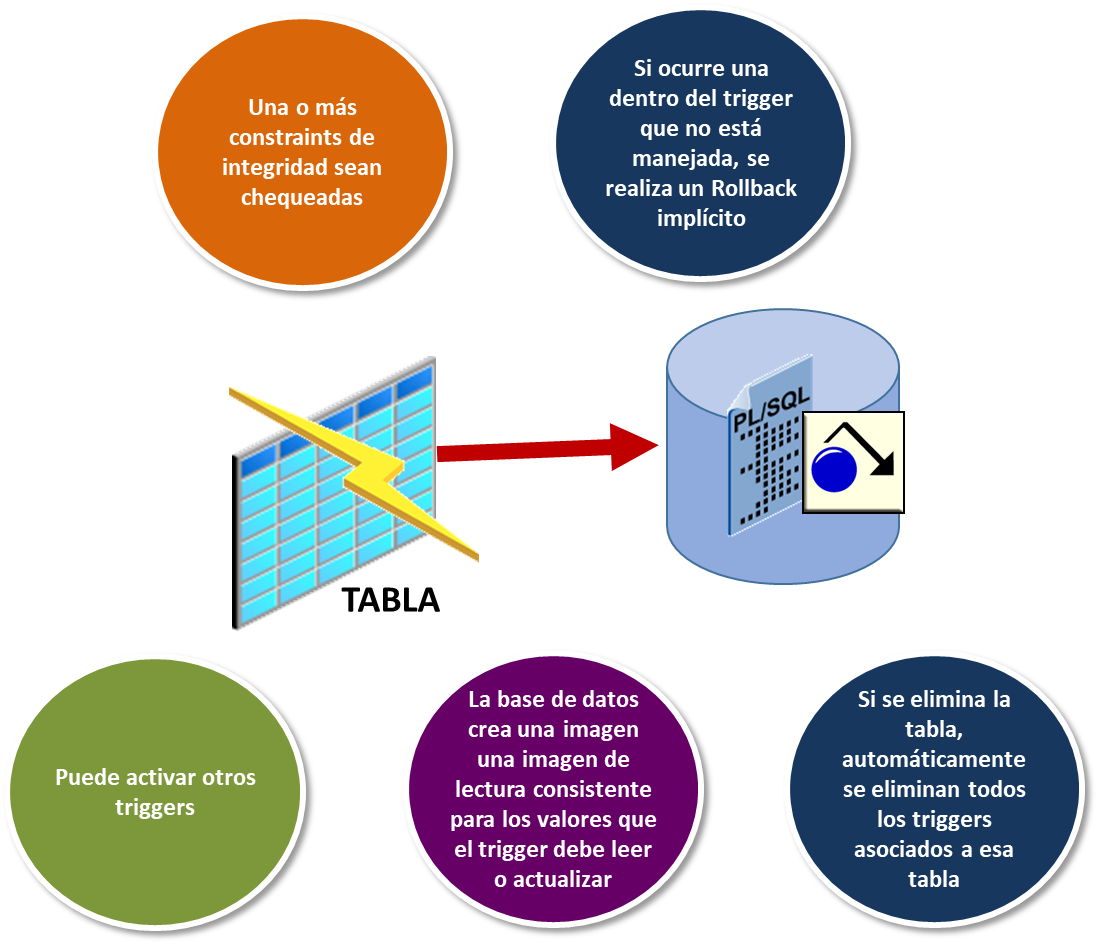 Una o más
constraints de
integridad sean
chequeadas
Si ocurre una
dentro del trigger
que no está
manejada, se
realiza un Rollback
implícito
PL/SQL
TABLA
Puede activar otros
triggers
La base de datos
crea una imagen
una imagen de
lectura consistente
para los valores que
el trigger debe leer
o actualizar
Si se elimina la
tabla,
automáticamente
se eliminan todos
los triggers
asociados a esa
tabla